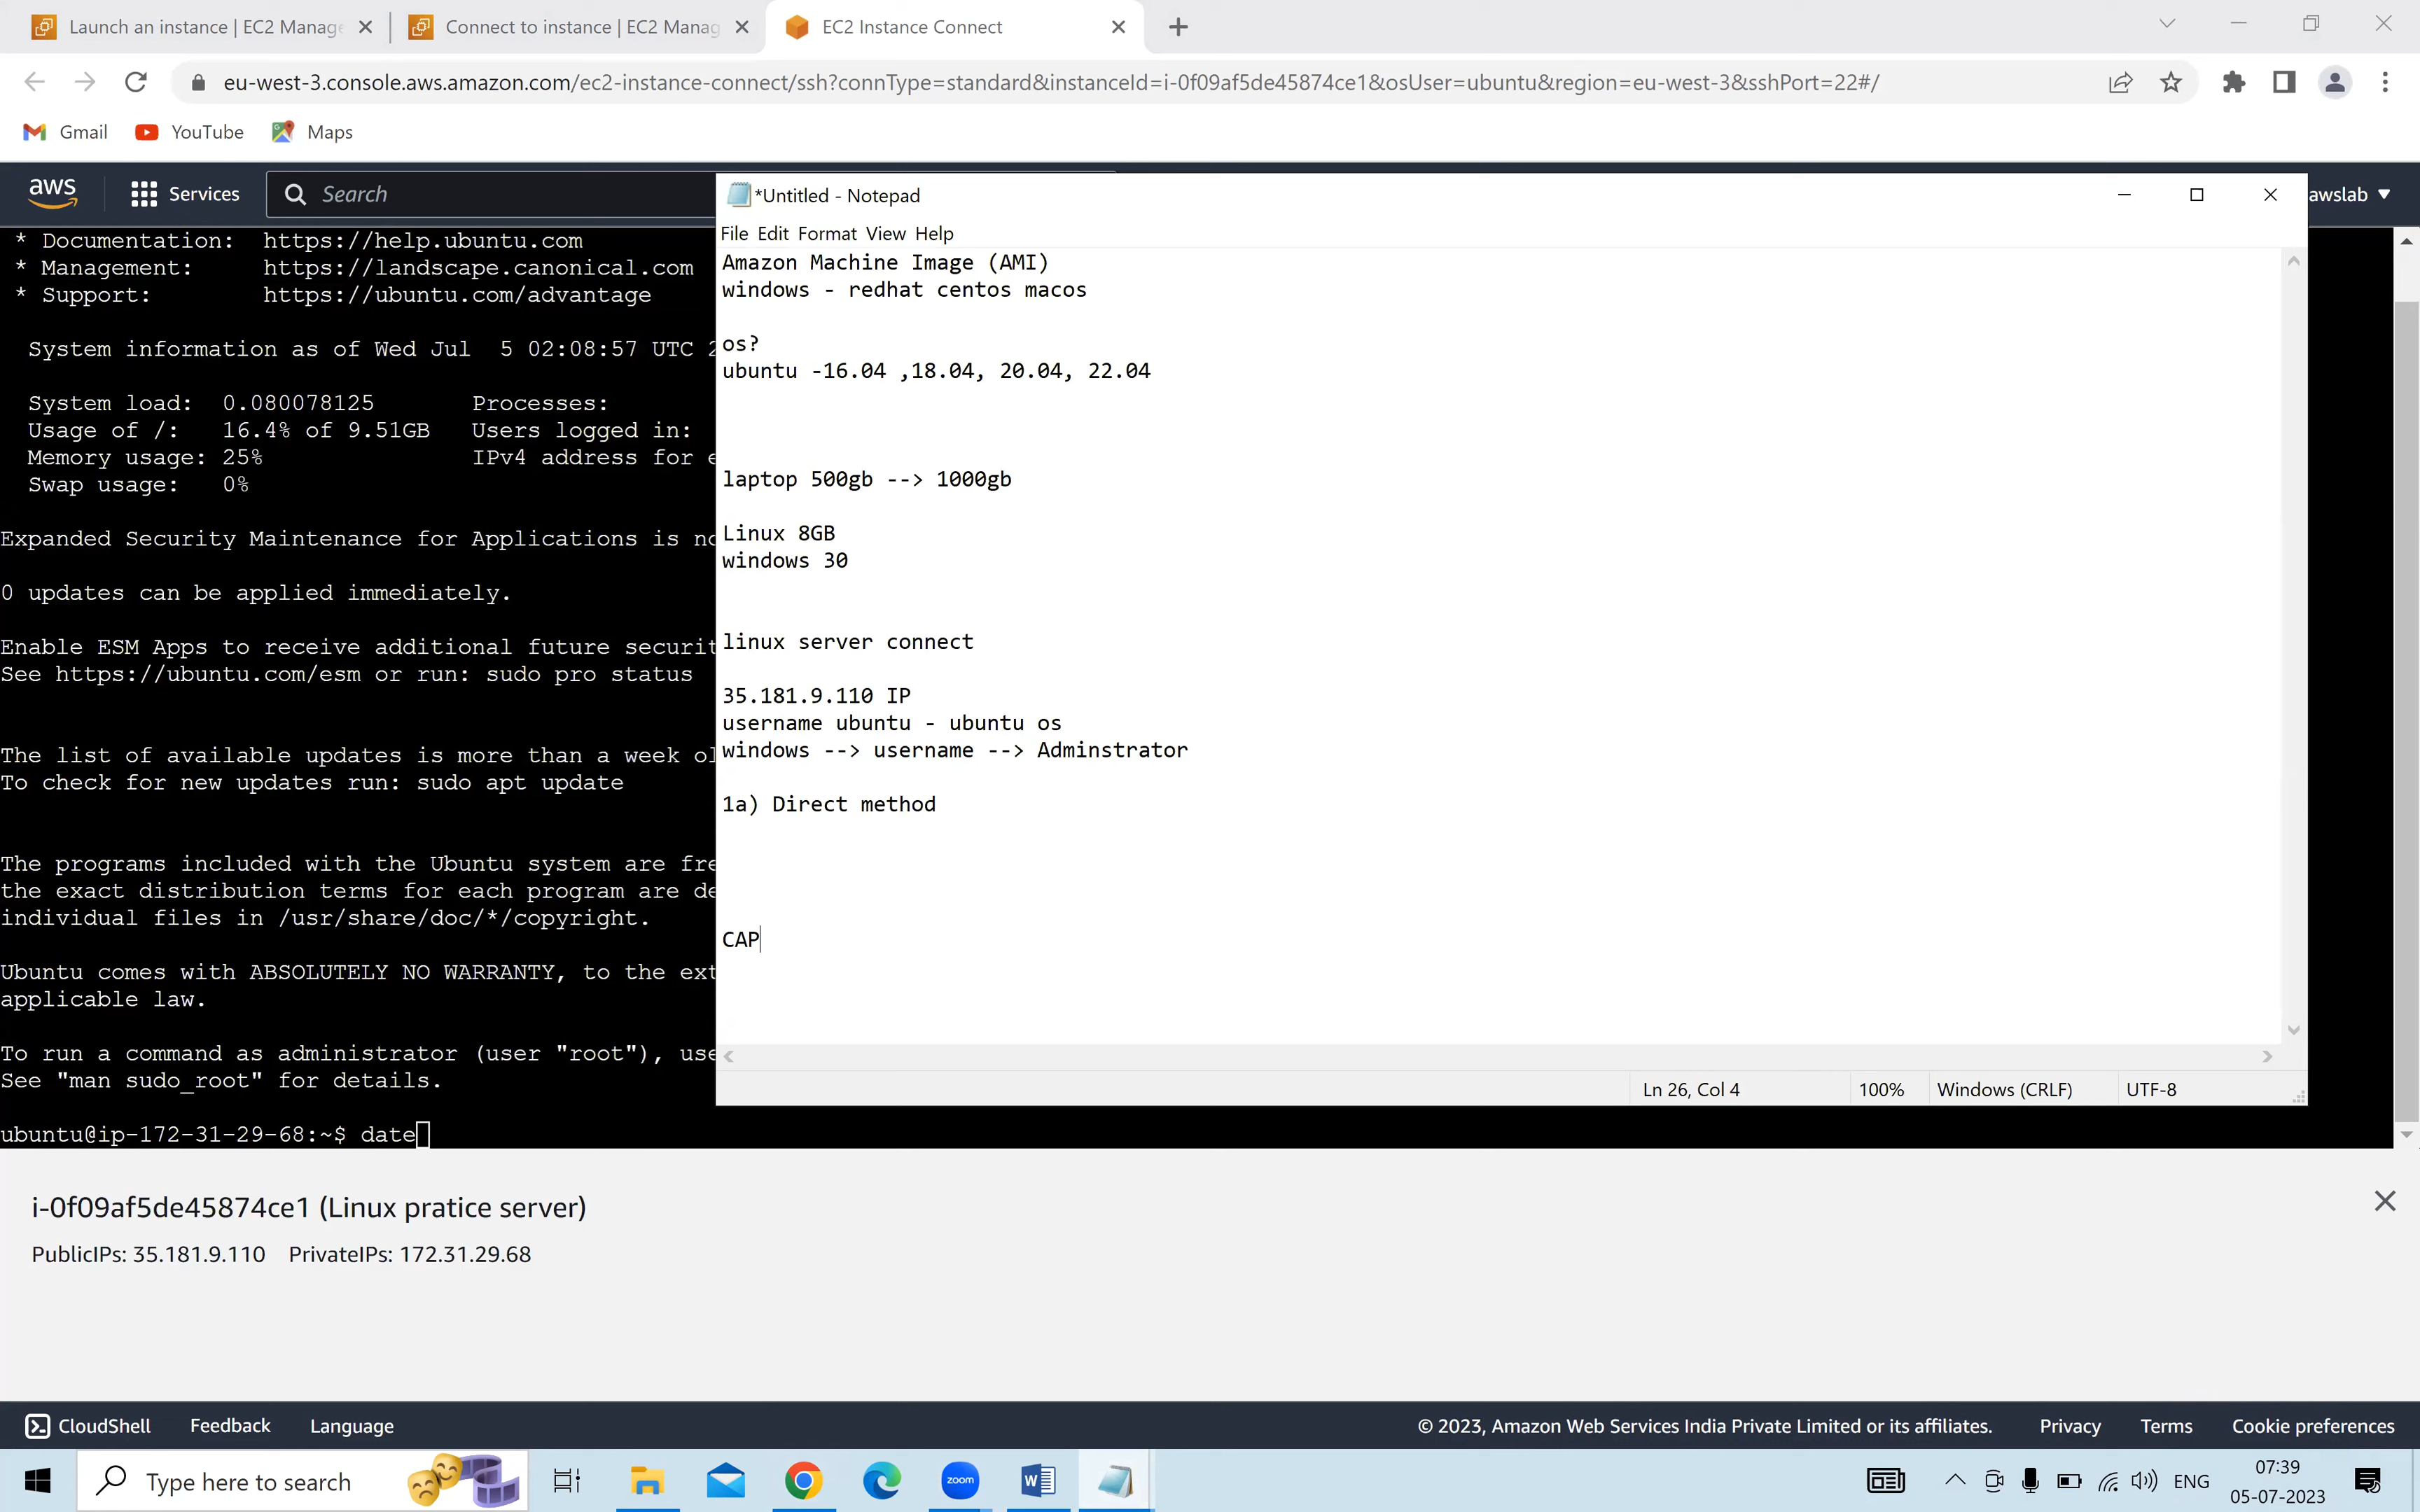 Launch an instance | EC2 Manage
Connect to instance | EC2 Manag
EC2 Instance Connect
eu-west-3.console.aws.amazon.com/ec2-instance-connect/ssh?connType=standard&instanceId=i-0f09af5de45874ce1&osUser=ubuntu&region=eu-west-3&sshPort=22#/
Gmail YouTube Maps
aws Services Search
awslab
* Documentation: https://help.ubuntu.com
* Management: https://landscape.canonical.com
* Support: https://ubuntu.com/advantage
System information as of Wed Jul 5 02:08:57 UTC 2
System load: 0.080078125 Processes:
Usage of /: 16.4% of 9.51GB Users logged in:
Memory usage: 25% IPv4 address for e
Swap usage: 0%
Expanded Security Maintenance for Applications is no
0 updates can be applied immediately.
Enable ESM Apps to receive additional future securit
See https://ubuntu.com/esm or run: sudo pro status
The list of available updates is more than a week ol
To check for new updates run: sudo apt update
The programs included with the Ubuntu system are fre
the exact distribution terms for each program are de
individual files in /usr/share/doc/*/copyright.
Ubuntu comes with ABSOLUTELY NO WARRANTY, to the ext
applicable law.
To run a command as administrator (user "root"), use
See "man sudo_root" for details.
ubuntu@ip-172-31-29-68:~$ date
*Untitled - Notepad
File Edit Format View Help
Amazon Machine Image (AMI)
windows - redhat centos macos
os?
ubuntu -16.04 ,18.04, 20.04, 22.04
laptop 500gb --> 1000gb
Linux 8GB
windows 30
linux server connect
35.181.9.110 IP
username ubuntu - ubuntu os
windows --> username --> Adminstrator
1a) Direct method
CAP
Ln 26, Col 4 100% Windows (CRLF) UTF-8
i-0f09af5de45874ce1 (Linux pratice server)
PublicIPs: 35.181.9.110 PrivateIPs: 172.31.29.68
CloudShell Feedback Language
© 2023, Amazon Web Services India Private Limited or its affiliates. Privacy Terms Cookie preferences
Type here to search
zoom
W
ENG
07:39
05-07-2023